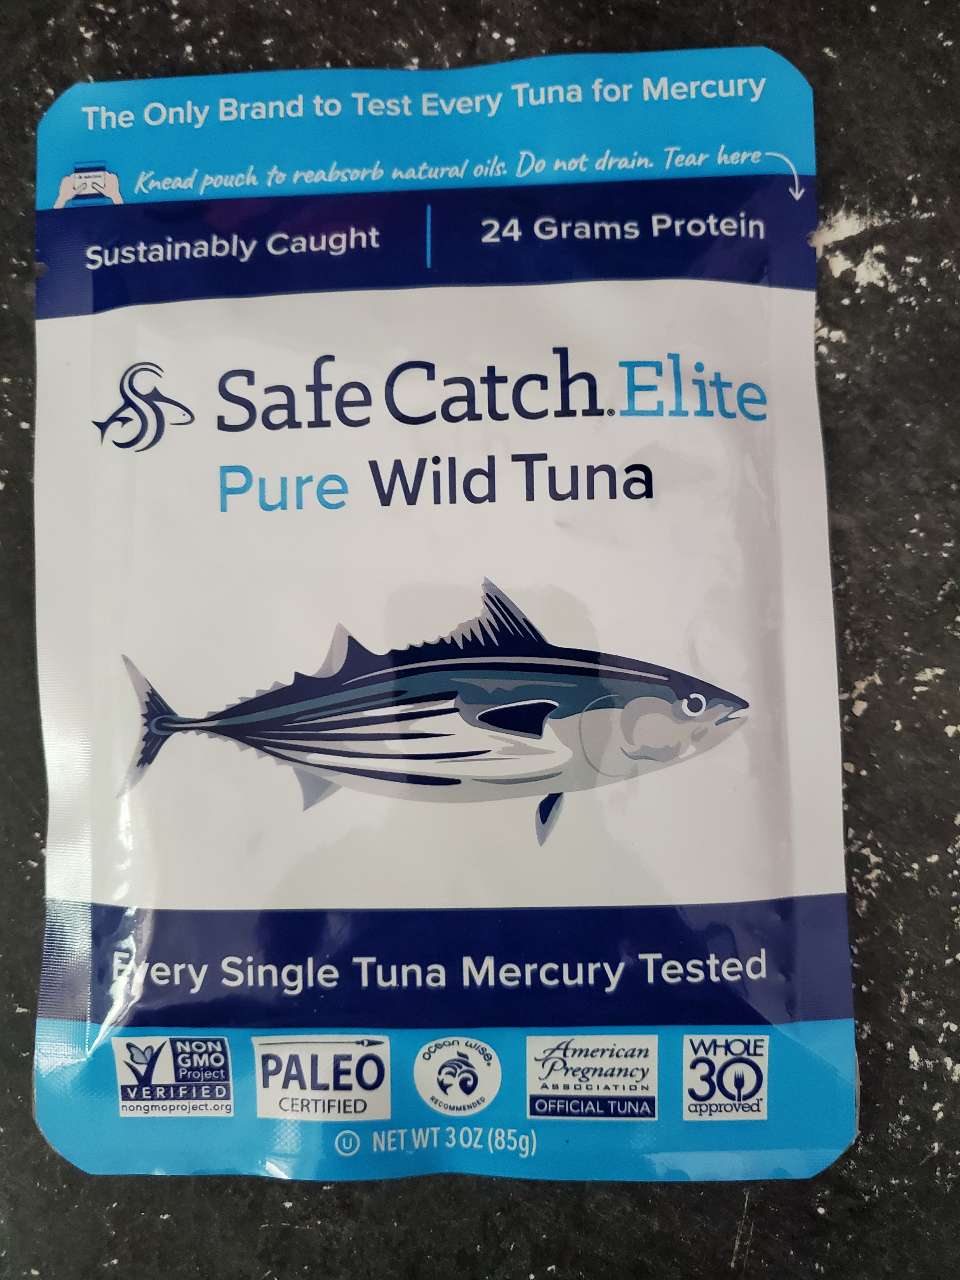 The Only Brand to Test Every Tuna for Mercury
Knead pouch to reabsorb natural oils. Do not drain. Tear here
Sustainably Caught | 24 Grams Protein
Safe Catch. Elite
Pure Wild Tuna
Every Single Tuna Mercury Tested
NON
GMO
Project
VERIFIED
nongmoproject.org
PALEO
CERTIFIED
OCEAN WISE.
RECOMMENDED
American
Pregnancy
ASSOCIATION
OFFICIAL TUNA
WHOLE
30
approved
U NET WT 3 OZ (85g)